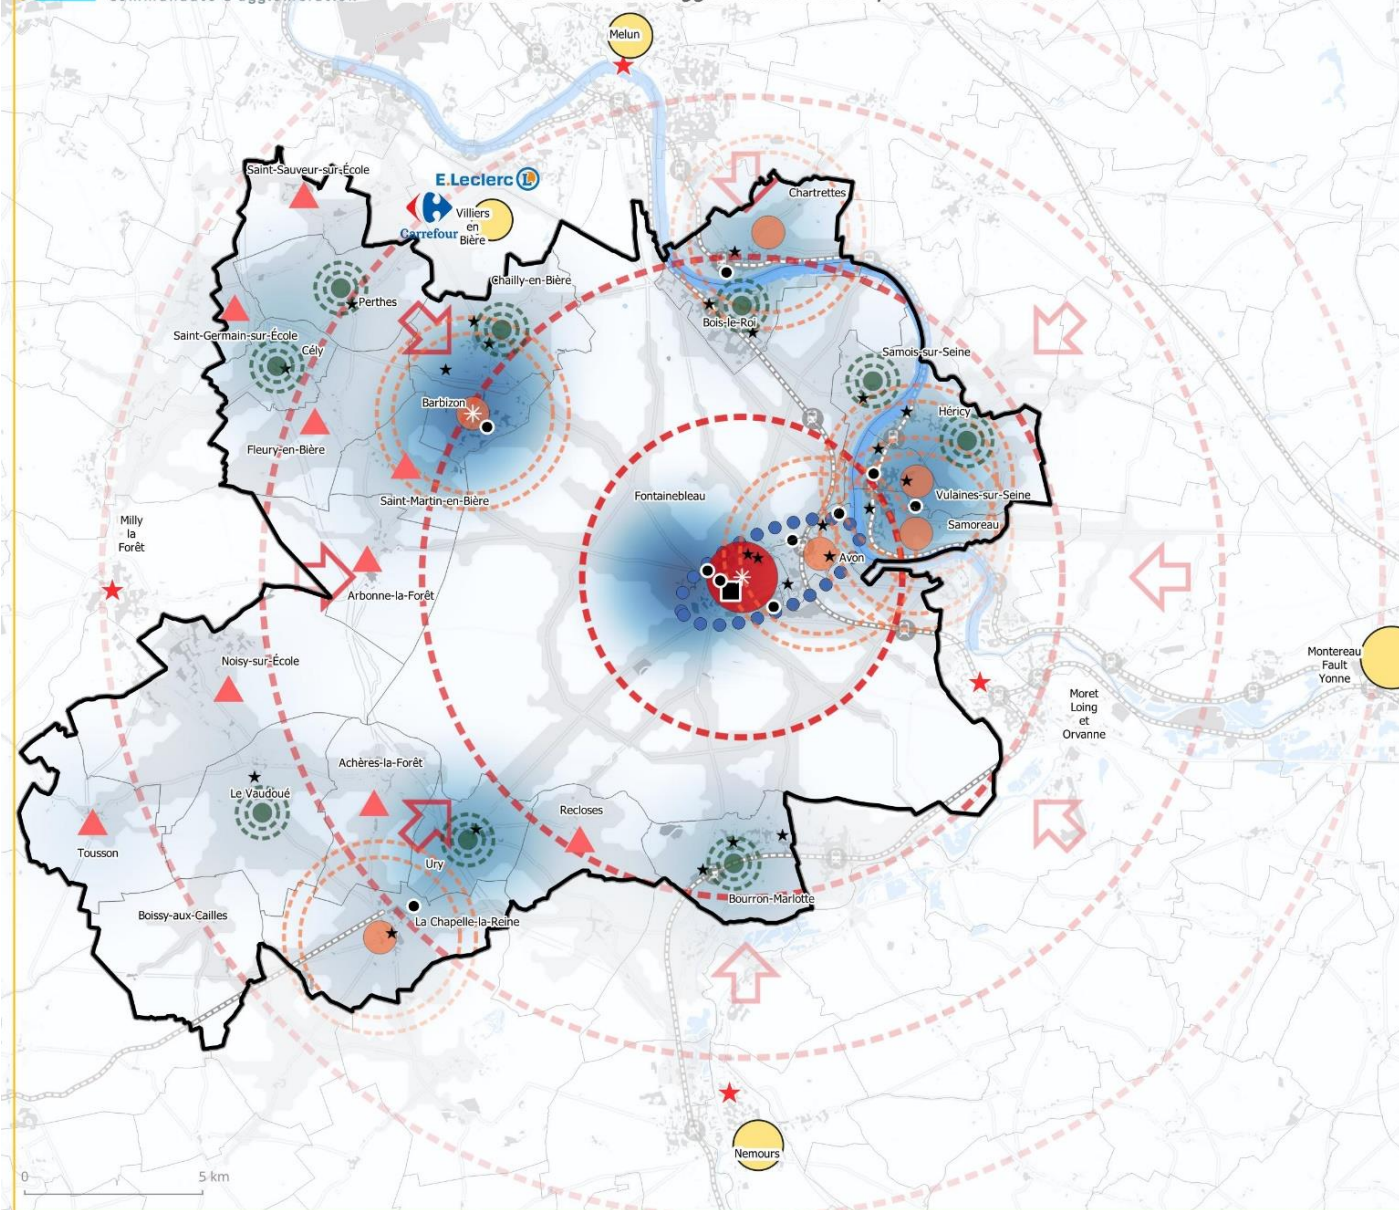 Communauté d'agglomération
Melun
Saint-Sauveur-sur-École
E.Leclerc L
Carrefour
Villiers
en
Bière
Chartrettes
Chailly-en-Bière
Perthes
Bois-le-Roi
Saint-Germain-sur-École
Cély
Samois-sur-Seine
Barbizon
Héricy
Fleury-en-Bière
Saint-Martin-en-Bière
Fontainebleau
Vulaines-sur-Seine
Samoreau
Milly
la
Forêt
Avon
Arbonne-la-Forêt
Noisy-sur-École
Montereau
Fault
Yonne
Moret
Loing
et
Orvanne
Achères-la-Forêt
Le Vaudoué
Recloses
Tousson
Ury
Bourron-Marlotte
Boissy-aux-Cailles
La Chapelle-la-Reine
Nemours
0 5 km